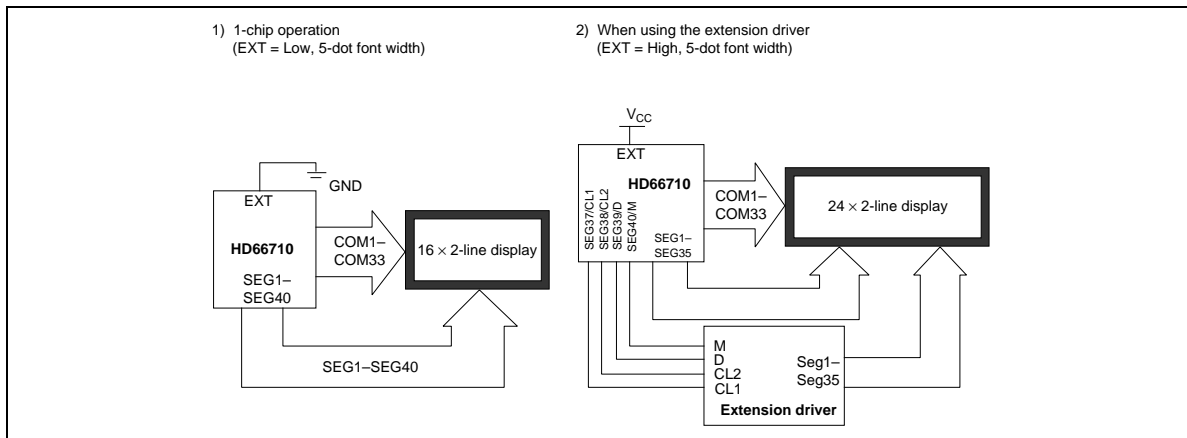 1) 1-chip operation
(EXT = Low, 5-dot font width)
GND
EXT
HD66710
SEG1–
SEG40
COM1–
COM33
16 × 2-line display
SEG1–SEG40
2) When using the extension driver
(EXT = High, 5-dot font width)
VCC
EXT
HD66710
SEG37/CL1
SEG38/CL2
SEG39/D
SEG40/M
SEG1–
SEG35
COM1–
COM33
24 × 2-line display
M
D
CL2
CL1
Seg1–
Seg35
Extension driver